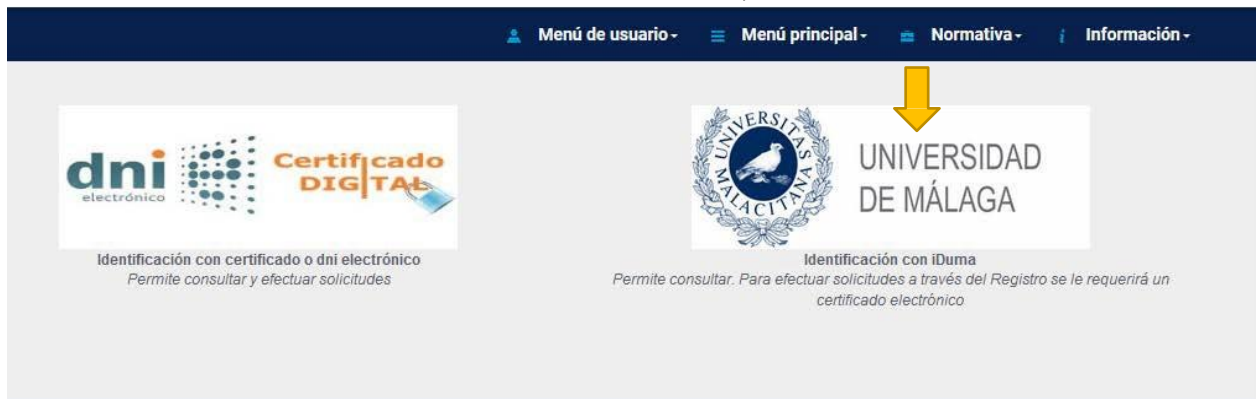 Menú de usuario
Menú principal
Normativa
Información
dni
electrónico
Certificado
DIGITAL
UNIVERSITAS MALACITANA
UNIVERSIDAD
DE MÁLAGA
Identificación con certificado o dni electrónico
Permite consultar y efectuar solicitudes
Identificación con iDuma
Permite consultar. Para efectuar solicitudes a través del Registro se le requerirá un
certificado electrónico